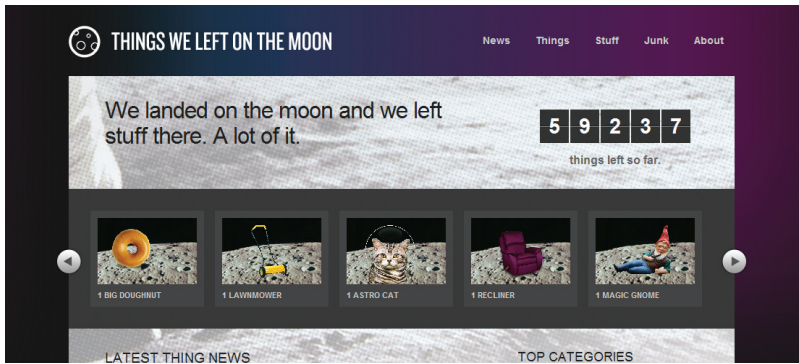 THINGS WE LEFT ON THE MOON
News Things Stuff Junk About
We landed on the moon and we left
stuff there. A lot of it.
5 9 2 3 7
things left so far.
1 BIG DOUGHNUT
1 LAWNMOWER
1 ASTRO CAT
1 RECLINER
1 MAGIC GNOME
LATEST THING NEWS
TOP CATEGORIES